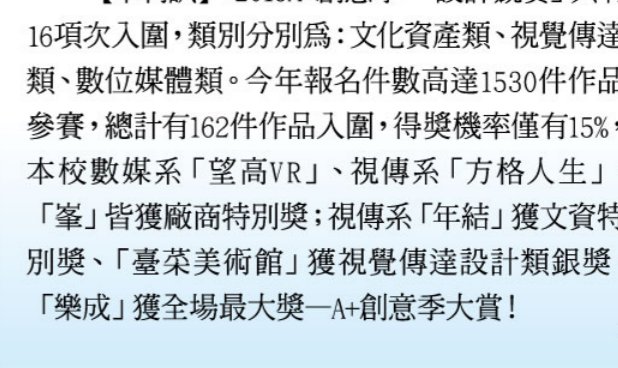 16項次入圍，類別分別為：文化資產類、視覺傳達
類、數位媒體類。今年報名件數高達1530件作品
參賽，總計有162件作品入圍，得獎機率僅有15%，
本校數媒系「望高VR」、視傳系「方格人生」
「峯」皆獲廠商特別獎；視傳系「年結」獲文資特
別獎、「臺菜美術館」獲視覺傳達設計類銀獎
「樂成」獲全場最大獎—A+創意季大賞！